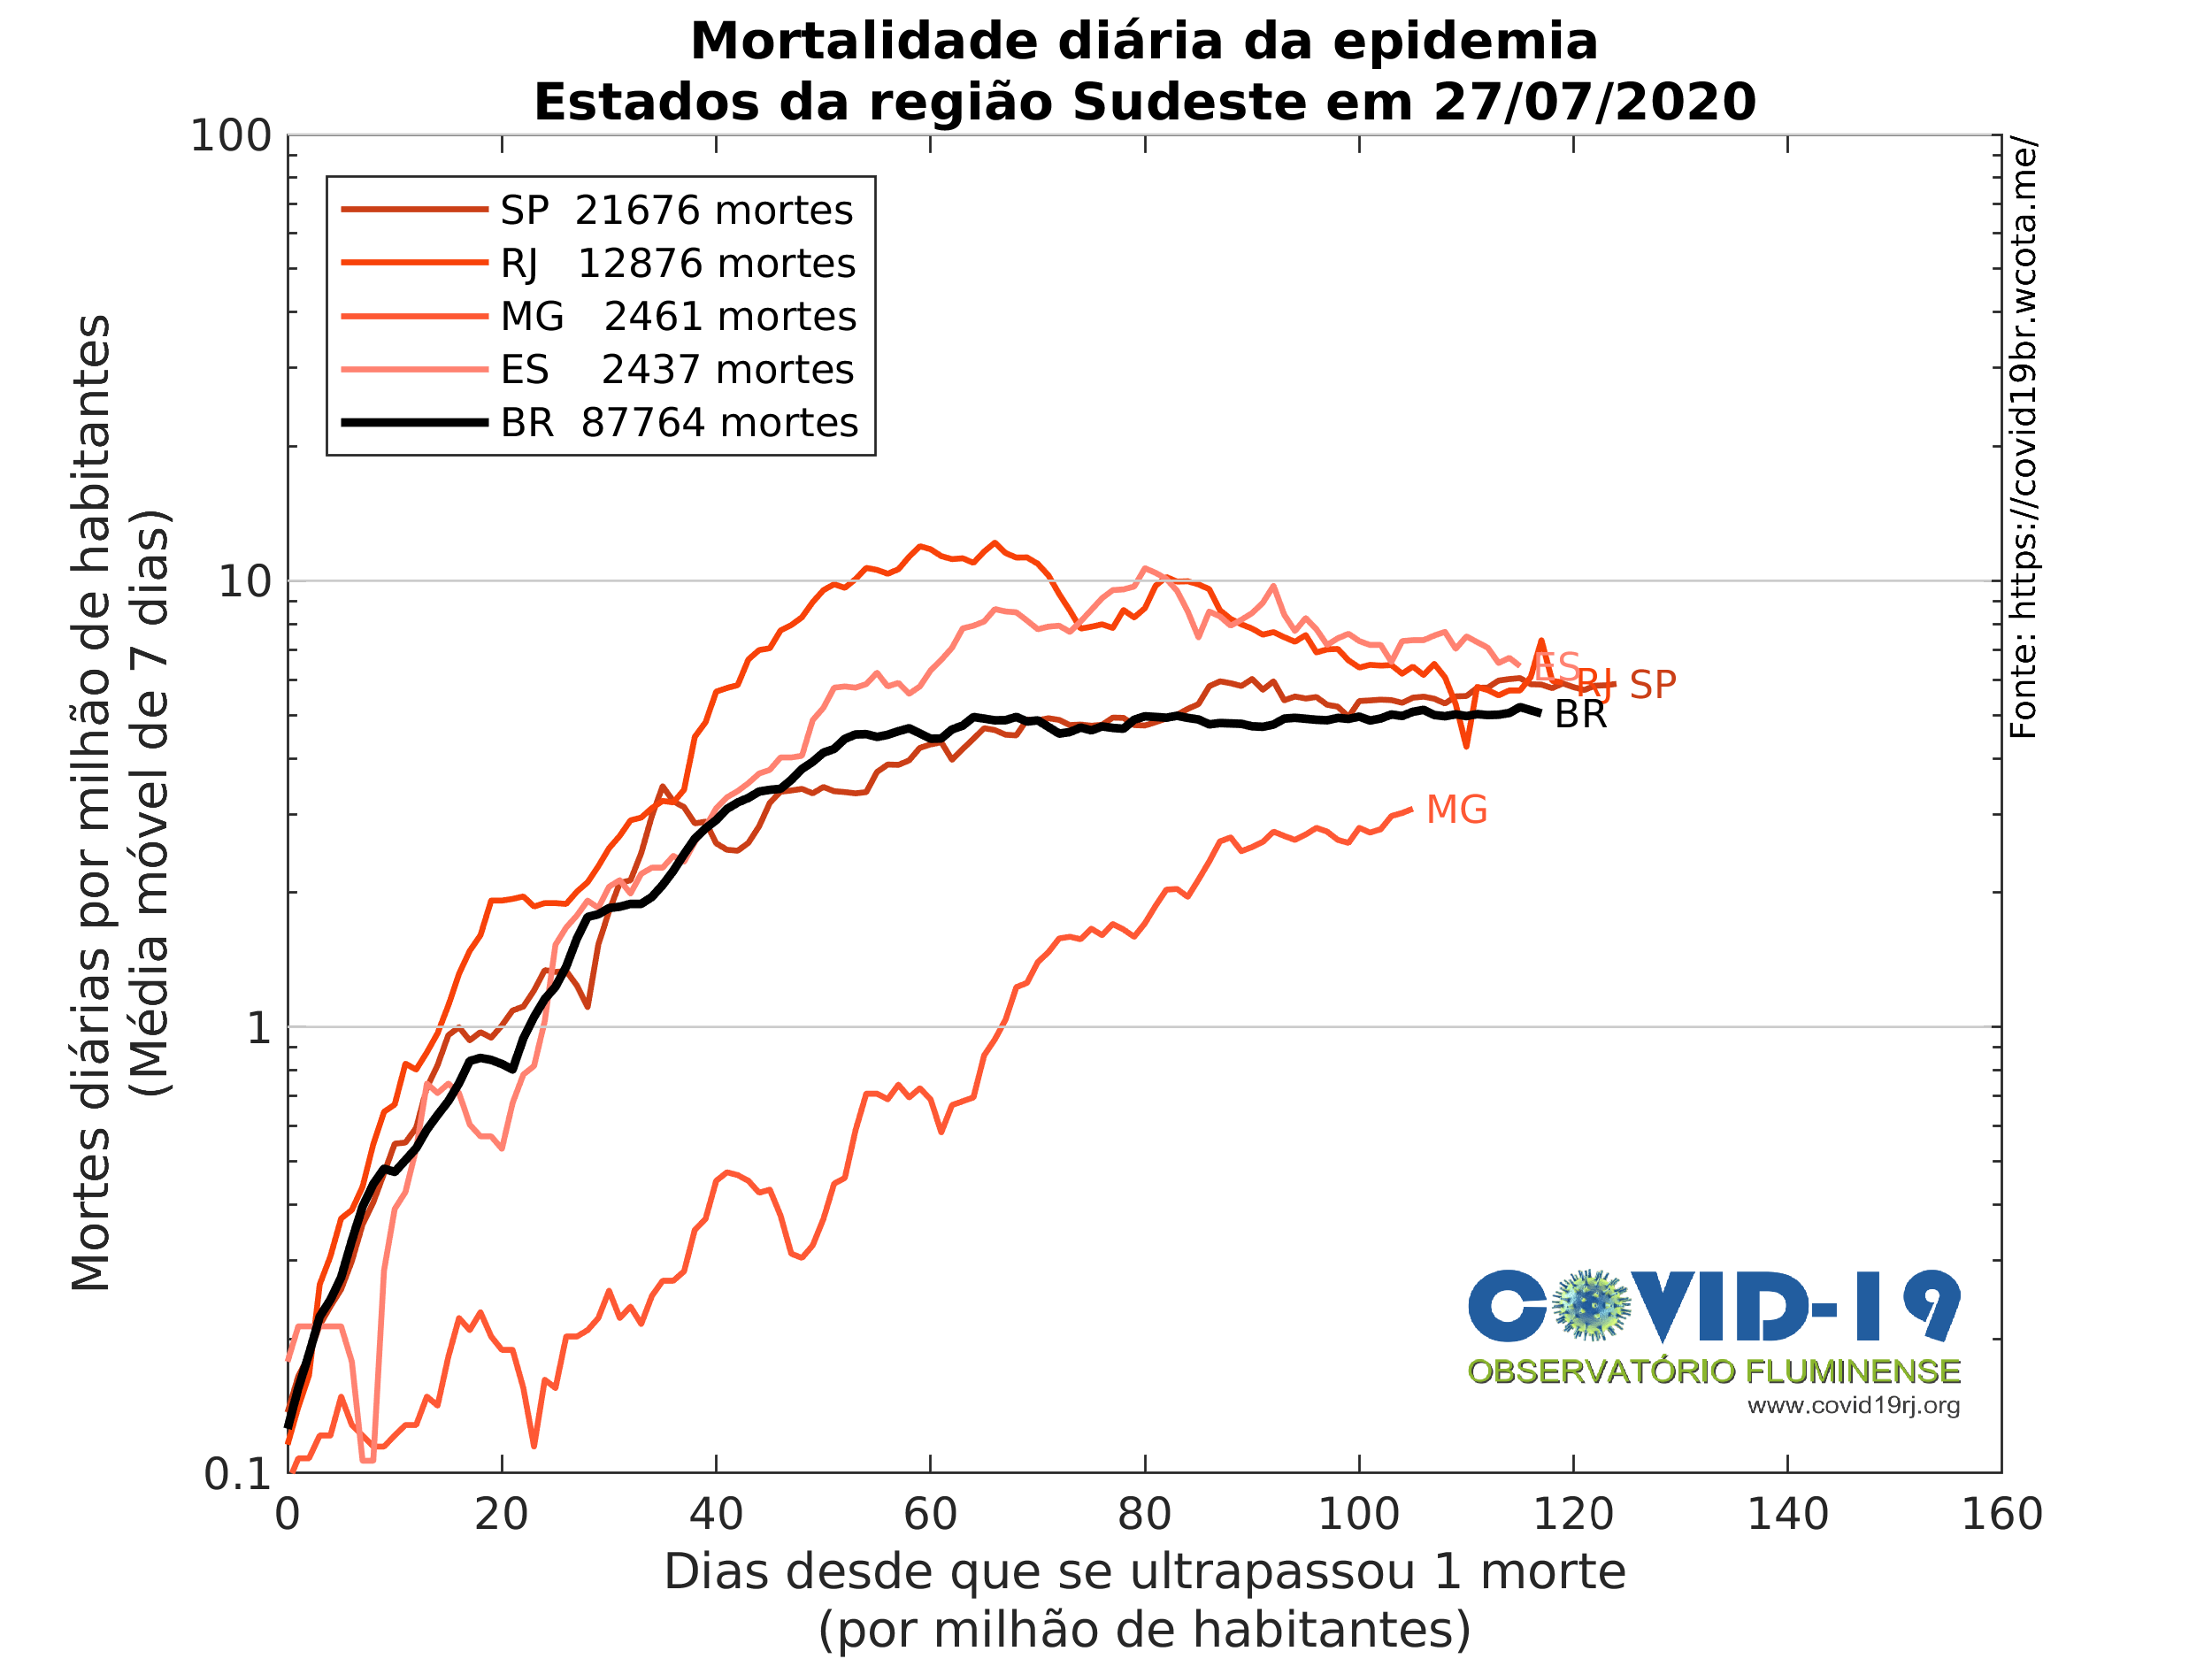 Mortalidade diária da epidemia
Estados da região Sudeste em 27/07/2020
Mortes diárias por milhão de habitantes
(Média móvel de 7 dias)
100
10
1
0.1
SP 21676 mortes
RJ 12876 mortes
MG 2461 mortes
ES 2437 mortes
BR 87764 mortes
ES
RJ
SP
BR
MG
Fonte: https://covid19br.wcota.me/
COVID-19
OBSERVATÓRIO FLUMINENSE
www.covid19rj.org
0 20 40 60 80 100 120 140 160
Dias desde que se ultrapassou 1 morte
(por milhão de habitantes)